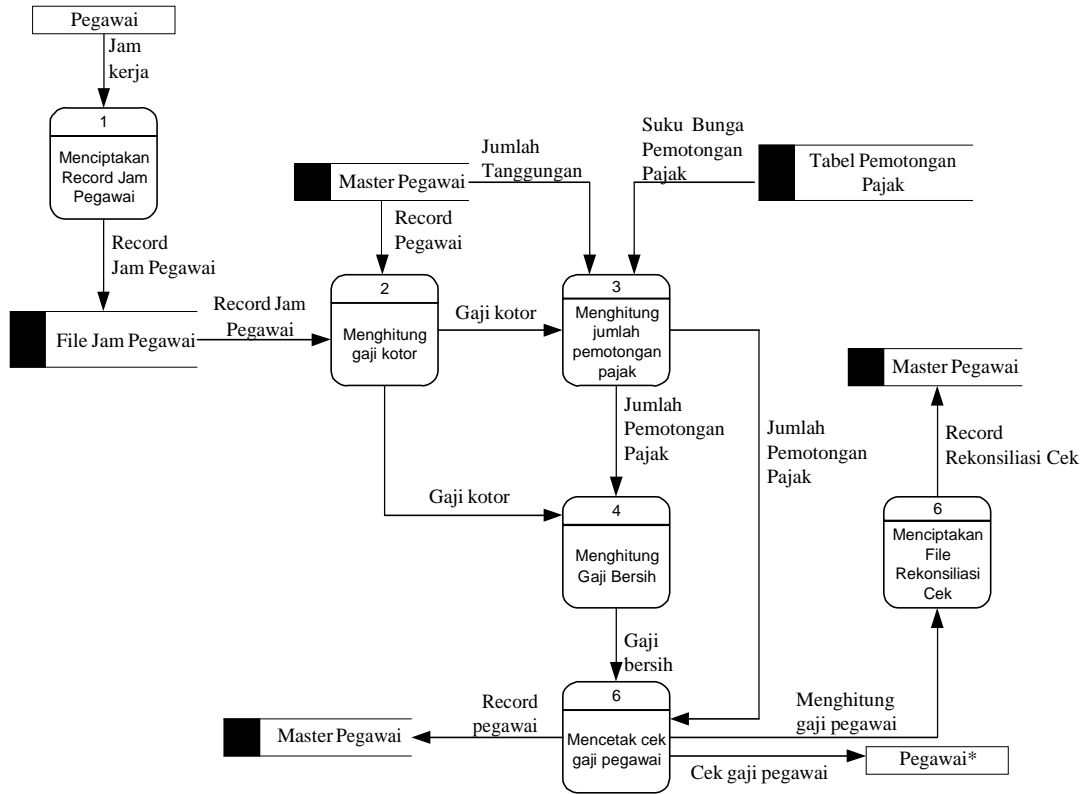 Pegawai
Jam
kerja
1
Menciptakan
Record Jam
Pegawai
Record
Jam Pegawai
File Jam Pegawai
Record Jam
Pegawai
Master Pegawai
Jumlah
Tanggungan
Record
Pegawai
Suku Bunga
Pemotongan
Pajak
Tabel Pemotongan
Pajak
2
Menghitung
gaji kotor
Gaji kotor
3
Menghitung
jumlah
pemotongan
pajak
Jumlah
Pemotongan
Pajak
Jumlah
Pemotongan
Pajak
Gaji kotor
4
Menghitung
Gaji Bersih
Gaji
bersih
Master Pegawai
Record
Rekonsiliasi Cek
6
Menciptakan
File
Rekonsiliasi
Cek
6
Mencetak cek
gaji pegawai
Record
pegawai
Master Pegawai
Menghitung
gaji pegawai
Cek gaji pegawai
Pegawai*